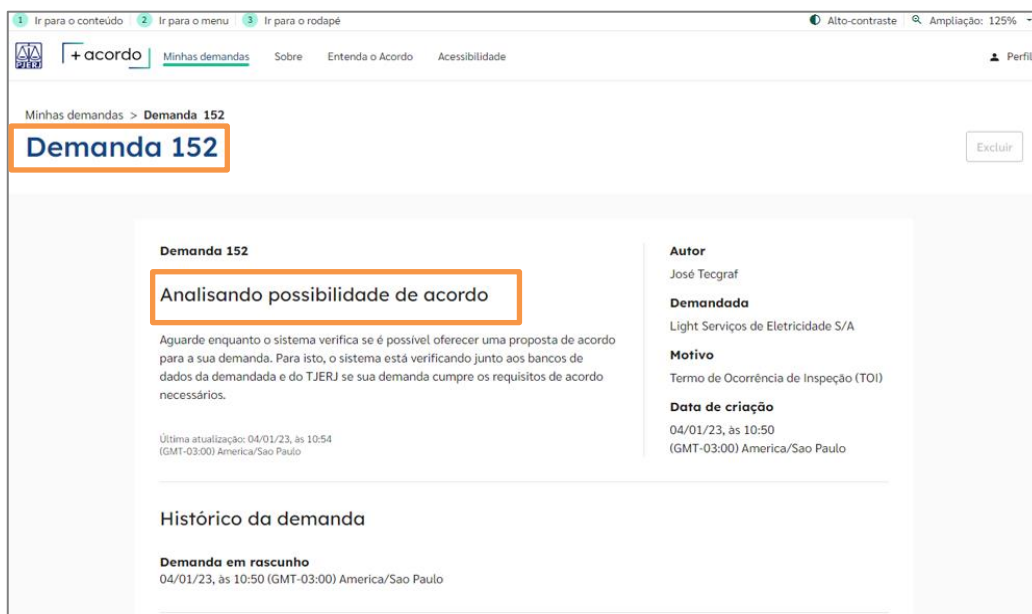 1 Ir para o conteúdo 2 Ir para o menu 3 Ir para o rodapé Alto-contraste Ampliação: 125%
PJERJ + acordo Minhas demandas Sobre Entenda o Acordo Acessibilidade Perfil
Minhas demandas > Demanda 152
Demanda 152
Excluir
Demanda 152
Analisando possibilidade de acordo
Aguarde enquanto o sistema verifica se é possível oferecer uma proposta de acordo
para a sua demanda. Para isto, o sistema está verificando junto aos bancos de
dados da demandada e do TJERJ se sua demanda cumpre os requisitos de acordo
necessários.
Última atualização: 04/01/23, às 10:54
(GMT-03:00) America/Sao Paulo
Autor
José Tecgraf
Demandada
Light Serviços de Eletricidade S/A
Motivo
Termo de Ocorrência de Inspeção (TOI)
Data de criação
04/01/23, às 10:50
(GMT-03:00) America/Sao Paulo
Histórico da demanda
Demanda em rascunho
04/01/23, às 10:50 (GMT-03:00) America/Sao Paulo